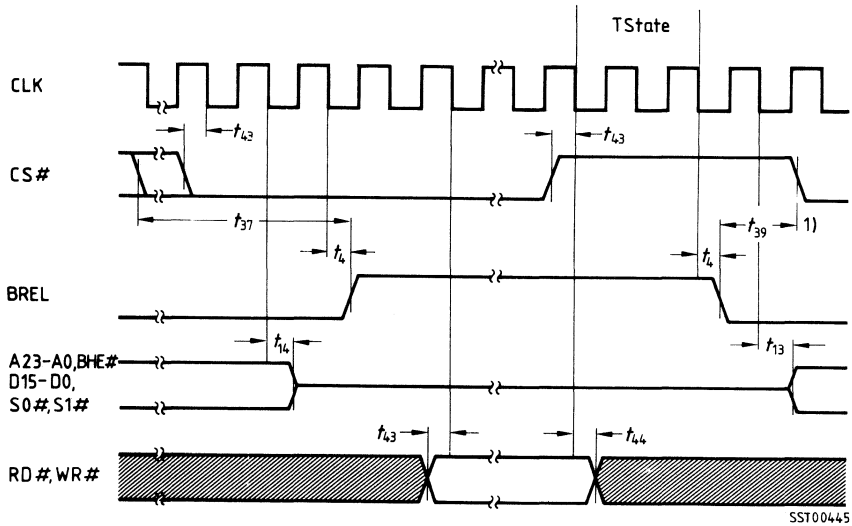 TState
CLK
t43
t43
CS#
t37
t39
1)
t4
t4
BREL
t14
t13
A23-A0,BHE#
D15-D0,
S0#,S1#
t43
t44
RD#,WR#
SST00445